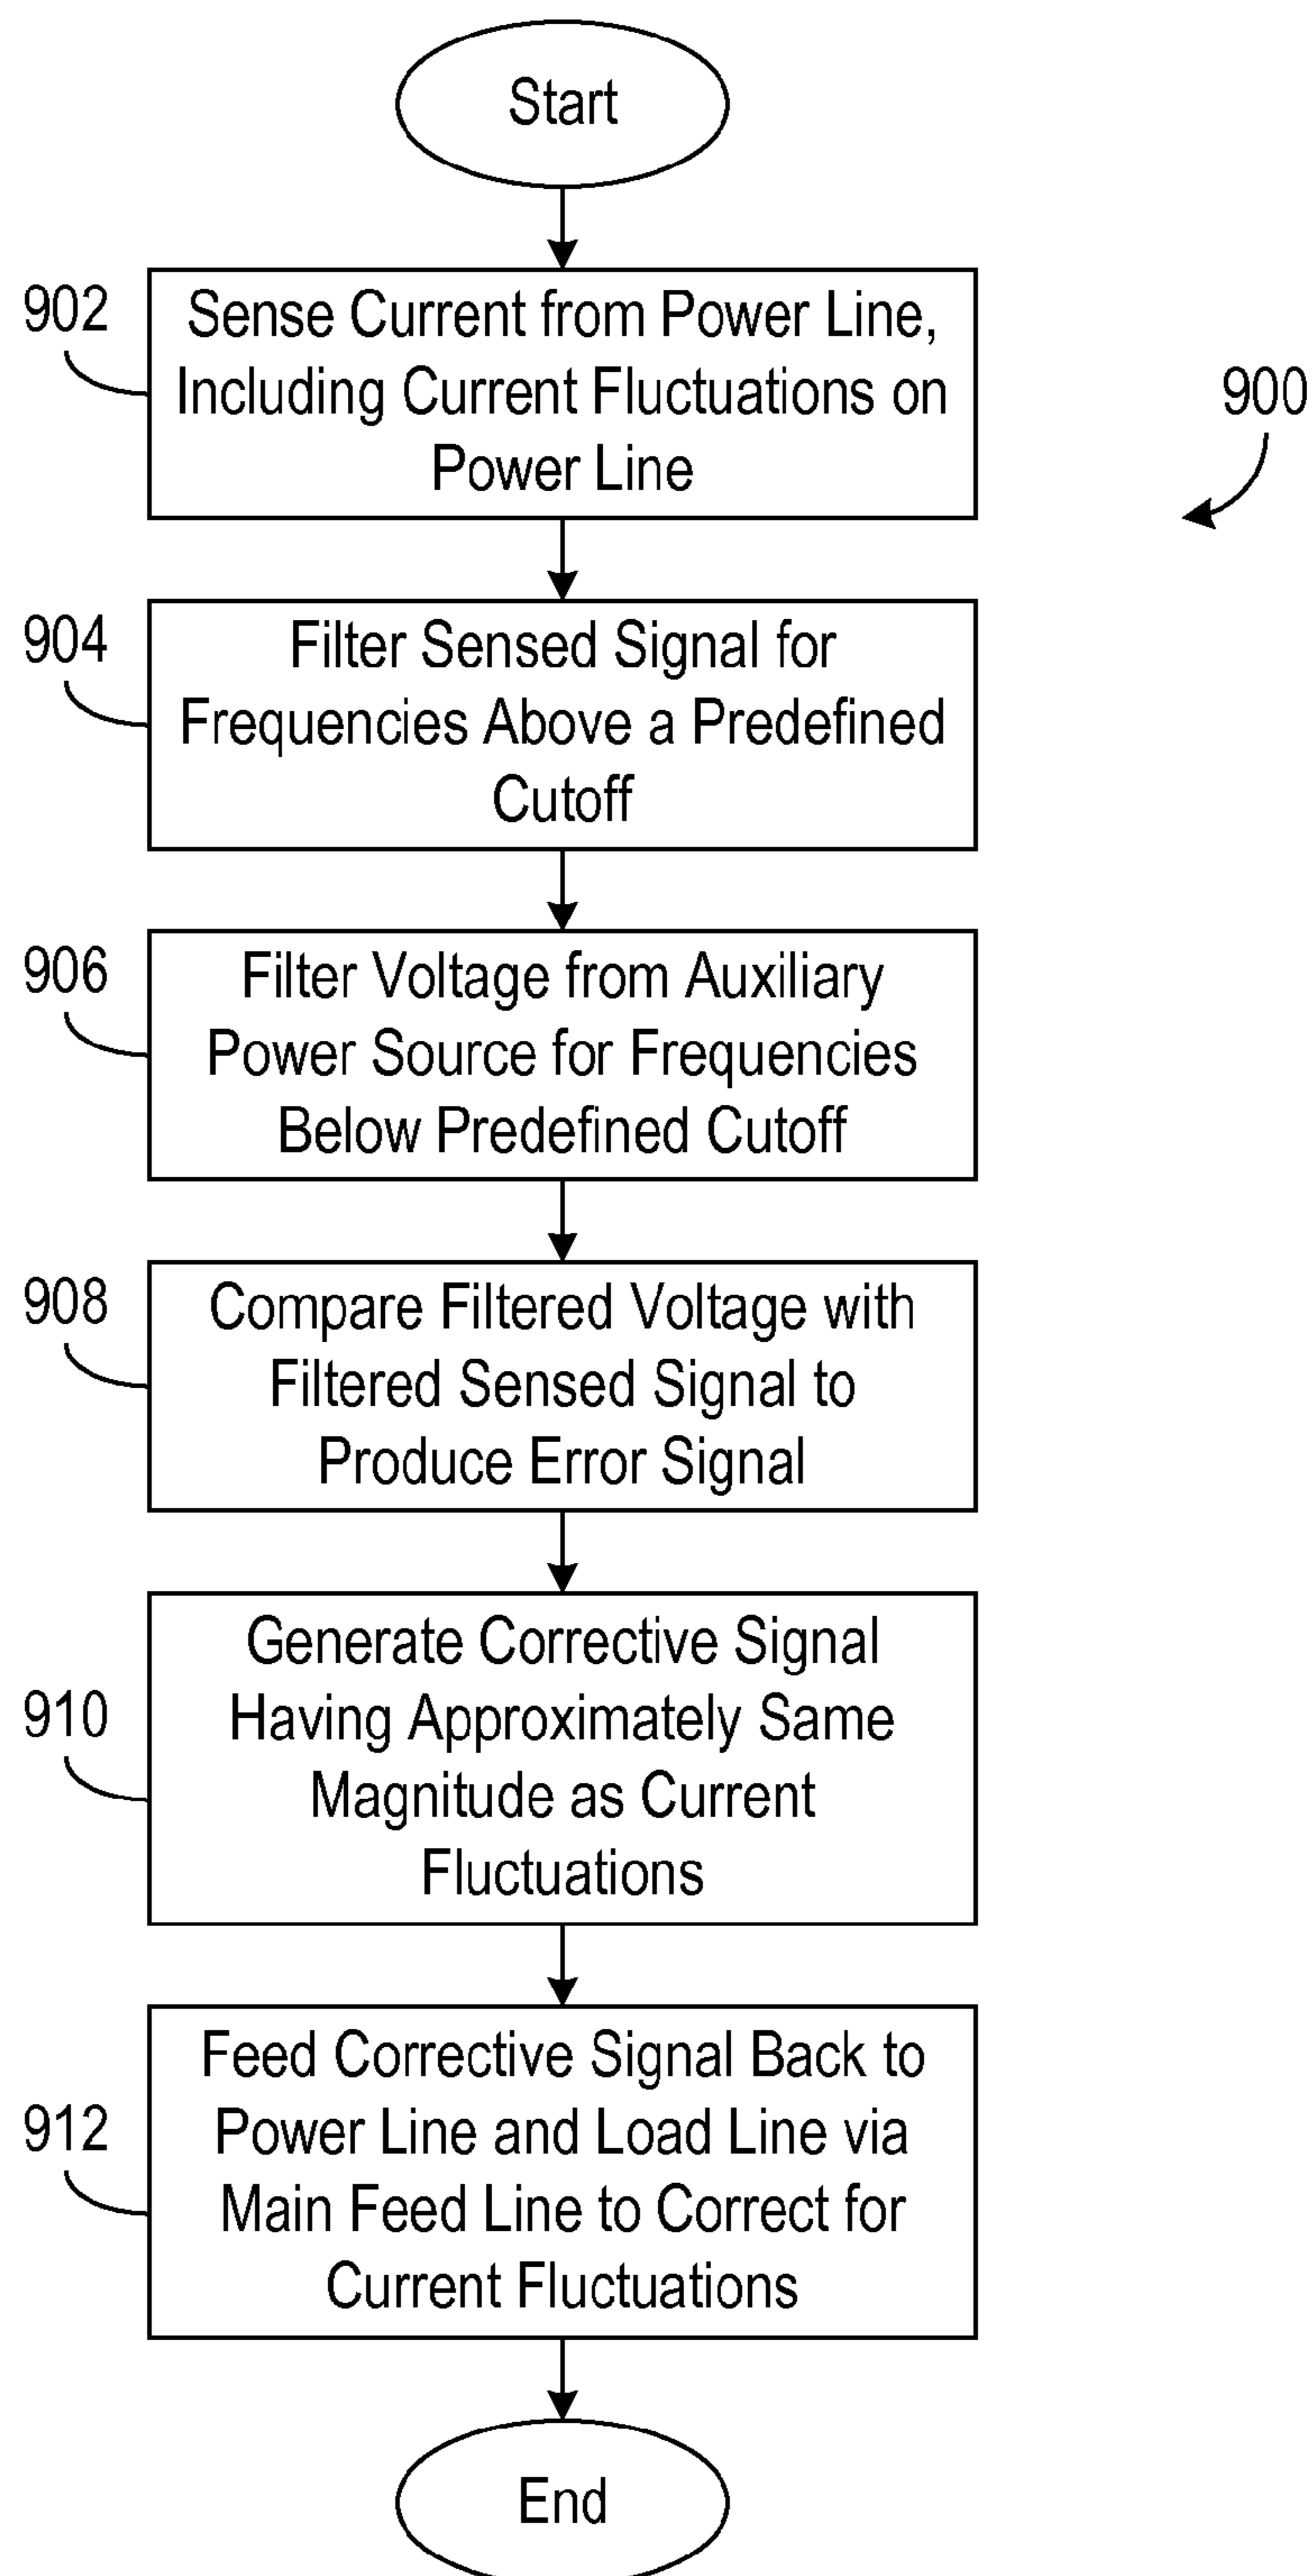 Start
902
Sense Current from Power Line,
Including Current Fluctuations on
Power Line
900
904
Filter Sensed Signal for
Frequencies Above a Predefined
Cutoff
906
Filter Voltage from Auxiliary
Power Source for Frequencies
Below Predefined Cutoff
908
Compare Filtered Voltage with
Filtered Sensed Signal to
Produce Error Signal
910
Generate Corrective Signal
Having Approximately Same
Magnitude as Current
Fluctuations
912
Feed Corrective Signal Back to
Power Line and Load Line via
Main Feed Line to Correct for
Current Fluctuations
End